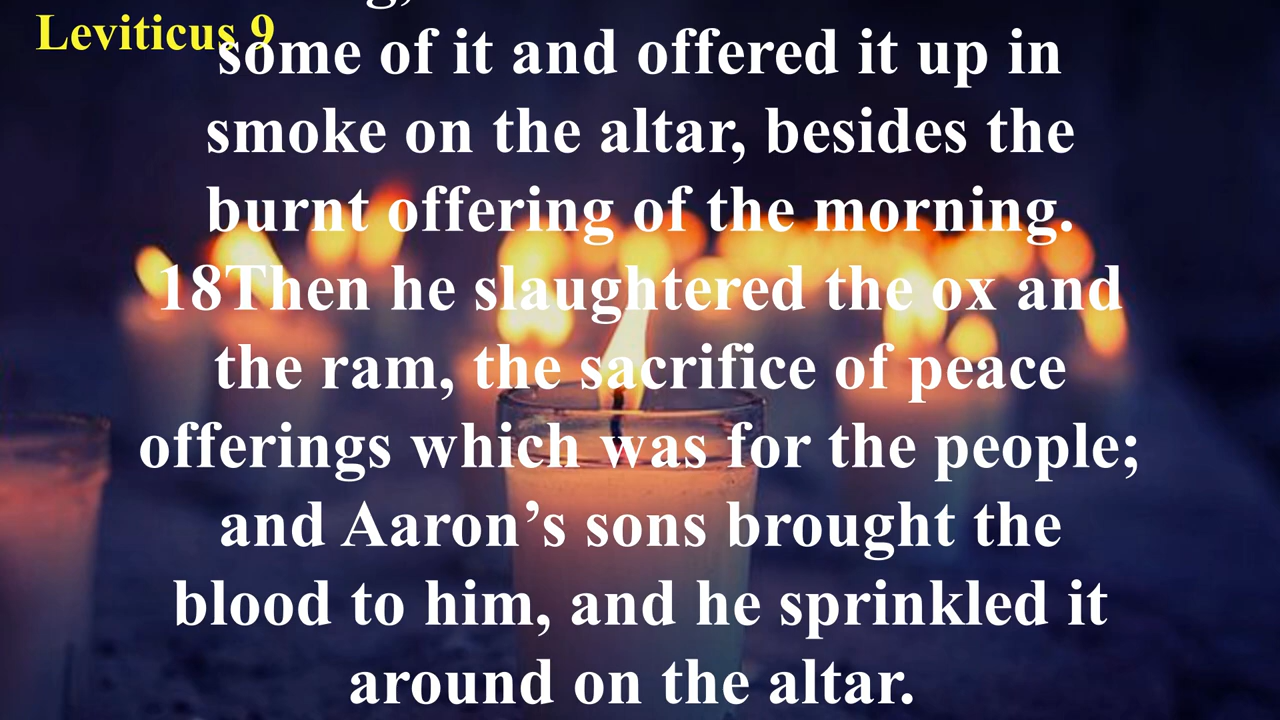 Leviticus 9
some of it and offered it up in
smoke on the altar, besides the
burnt offering of the morning.
18Then he slaughtered the ox and
the ram, the sacrifice of peace
offerings which was for the people;
and Aaron’s sons brought the
blood to him, and he sprinkled it
around on the altar.